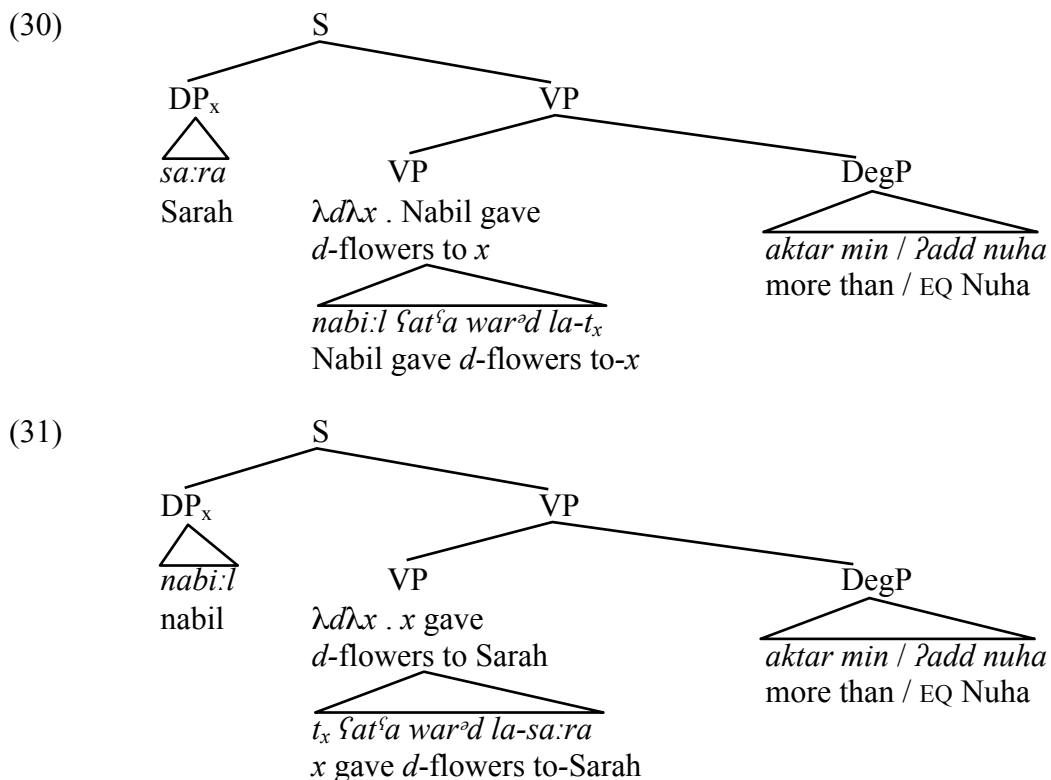 (30) S
DPₓ VP
sa:ra VP DegP
Sarah λdλx . Nabil gave
d-flowers to x aktar min / ʔadd nuha
more than / EQ Nuha
nabi:l ʕatˤa warᵊd la-tₓ
Nabil gave d-flowers to-x
(31) S
DPₓ VP
nabi:l VP DegP
nabil λdλx . x gave
d-flowers to Sarah aktar min / ʔadd nuha
more than / EQ Nuha
tₓ ʕatˤa warᵊd la-sa:ra
x gave d-flowers to-Sarah